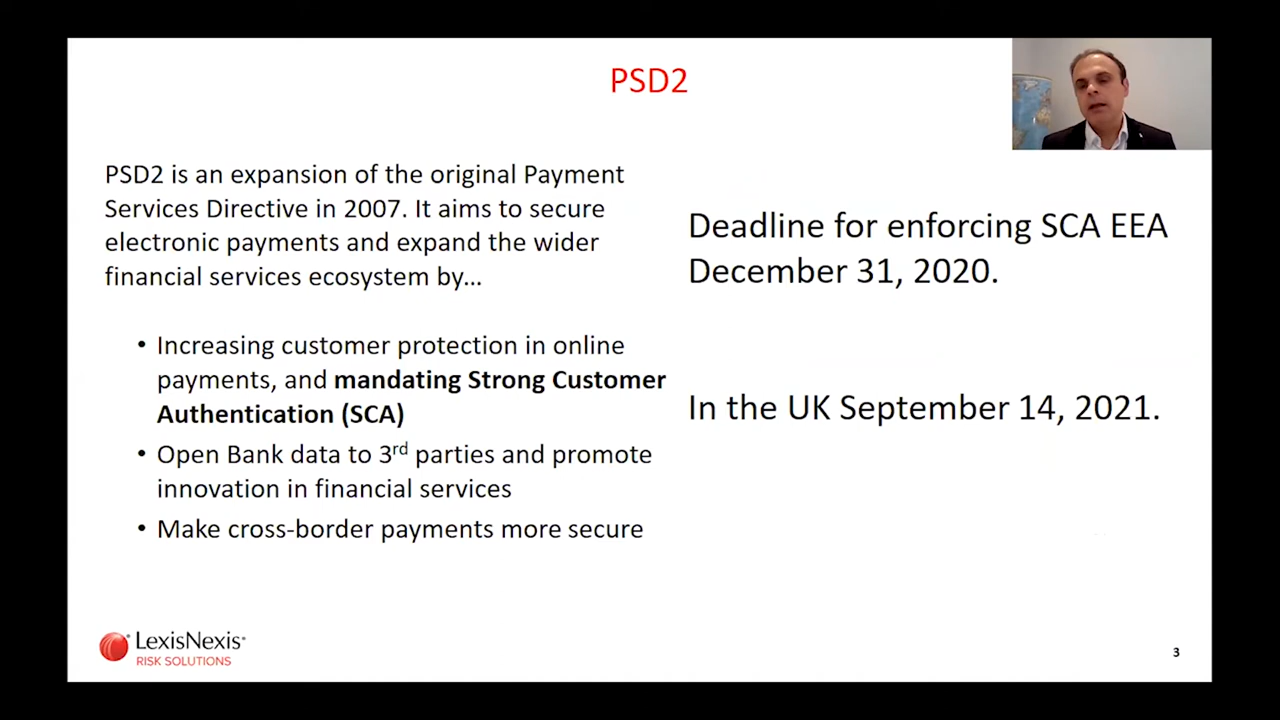 PSD2
PSD2 is an expansion of the original Payment
Services Directive in 2007. It aims to secure
electronic payments and expand the wider
financial services ecosystem by...
• Increasing customer protection in online
payments, and mandating Strong Customer
Authentication (SCA)
• Open Bank data to 3rd parties and promote
innovation in financial services
• Make cross-border payments more secure
Deadline for enforcing SCA EEA
December 31, 2020.
In the UK September 14, 2021.
LexisNexis®
RISK SOLUTIONS
3